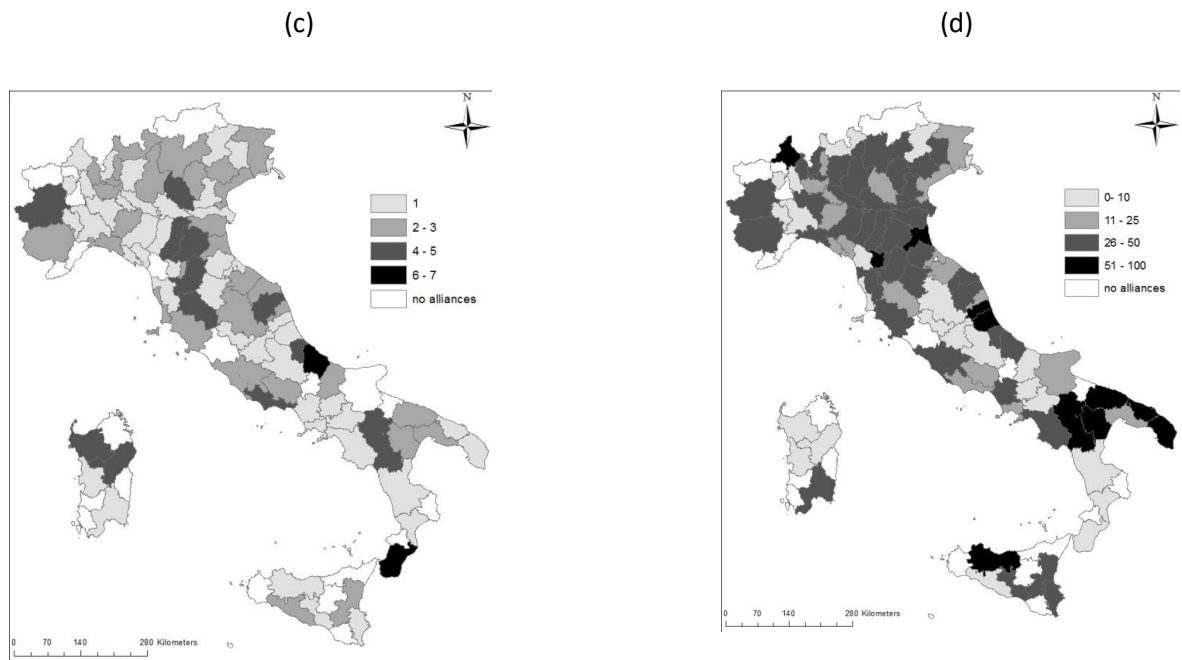 (c)
(d)
N
1
2 - 3
4 - 5
6 - 7
no alliances
0 70 140 280 Kilometers
N
0- 10
11 - 25
26 - 50
51 - 100
no alliances
0 70 140 280 Kilometers